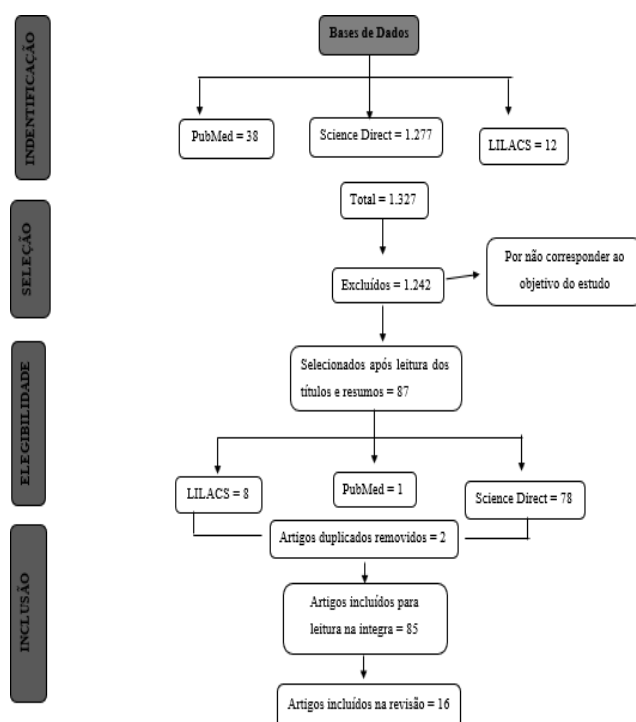 Bases de Dados
INDENTIFICAÇÃO
PubMed = 38
Science Direct = 1.277
LILACS = 12
Total = 1.327
SELEÇÃO
Excluídos = 1.242
Por não corresponder ao
objetivo do estudo
ELEGIBILIDADE
Selecionados após leitura dos
títulos e resumos = 87
LILACS = 8
PubMed = 1
Science Direct = 78
Artigos duplicados removidos = 2
INCLUSÃO
Artigos incluídos para
leitura na integra = 85
Artigos incluídos na revisão = 16